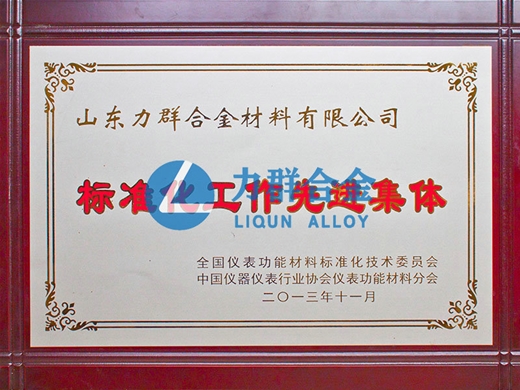 山东力群合金材料有限公司
力群合金
LIQUN ALLOY
标准化工作先进集体
全国仪表功能材料标准化技术委员会
中国仪器仪表行业协会仪表功能材料分会
二〇一三年十一月